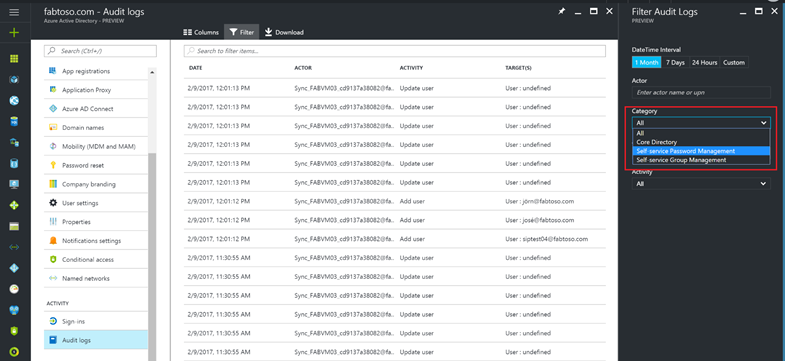 fabtoso.com - Audit logs
Azure Active Directory - PREVIEW
Search (Ctrl+/)
App registrations
Application Proxy
Azure AD Connect
Domain names
Mobility (MDM and MAM)
Password reset
Company branding
User settings
Properties
Notifications settings
Conditional access
Named networks
ACTIVITY
Sign-ins
Audit logs
Columns Filter Download
Search to filter items...
DATE ACTOR ACTIVITY TARGET(S)
2/9/2017, 12:01:13 PM Sync_FABVM03_cd9137a38082@fa... Update user User : undefined
2/9/2017, 12:01:13 PM Sync_FABVM03_cd9137a38082@fa... Update user User : undefined
2/9/2017, 12:01:13 PM Sync_FABVM03_cd9137a38082@fa... Update user User : undefined
2/9/2017, 12:01:13 PM Sync_FABVM03_cd9137a38082@fa... Update user User : undefined
2/9/2017, 12:01:13 PM Sync_FABVM03_cd9137a38082@fa... Update user User : undefined
2/9/2017, 12:01:13 PM Sync_FABVM03_cd9137a38082@fa... Update user User : undefined
2/9/2017, 12:01:12 PM Sync_FABVM03_cd9137a38082@fa... Add user User : jörn@fabtoso.com
2/9/2017, 12:01:12 PM Sync_FABVM03_cd9137a38082@fa... Add user User : josé@fabtoso.com
2/9/2017, 12:01:12 PM Sync_FABVM03_cd9137a38082@fa... Add user User : siptest04@fabtoso.com
2/9/2017, 11:30:55 AM Sync_FABVM03_cd9137a38082@fa... Update user User : undefined
2/9/2017, 11:30:55 AM Sync_FABVM03_cd9137a38082@fa... Update user User : undefined
2/9/2017, 11:30:55 AM Sync_FABVM03_cd9137a38082@fa... Update user User : undefined
2/9/2017, 11:30:55 AM Sync_FABVM03_cd9137a38082@fa... Update user User : undefined
2/9/2017, 11:30:55 AM Sync_FABVM03_cd9137a38082@fa... Update user User : undefined
Filter Audit Logs
PREVIEW
DateTime Interval
1 Month 7 Days 24 Hours Custom
Actor
Enter actor name or upn
Category
All
All
Core Directory
Self-service Password Management
Self-service Group Management
Activity
All